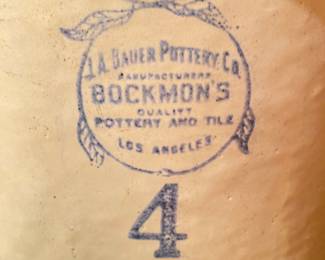 J.A. BAUER POTTERY CO.
MANUFACTURERS
BOCKMON'S
QUALITY
POTTERY AND TILE
LOS ANGELES
4